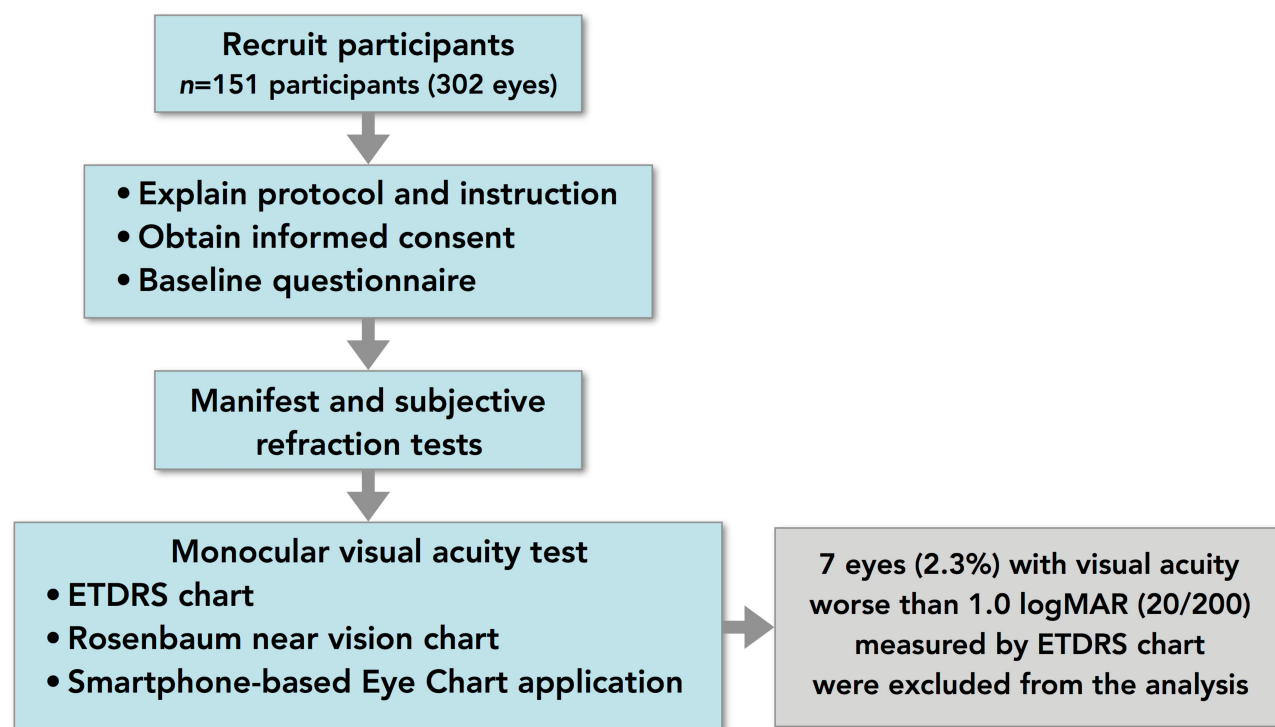 Recruit participants
n=151 participants (302 eyes)
• Explain protocol and instruction
• Obtain informed consent
• Baseline questionnaire
Manifest and subjective
refraction tests
Monocular visual acuity test
• ETDRS chart
• Rosenbaum near vision chart
• Smartphone-based Eye Chart application
7 eyes (2.3%) with visual acuity
worse than 1.0 logMAR (20/200)
measured by ETDRS chart
were excluded from the analysis